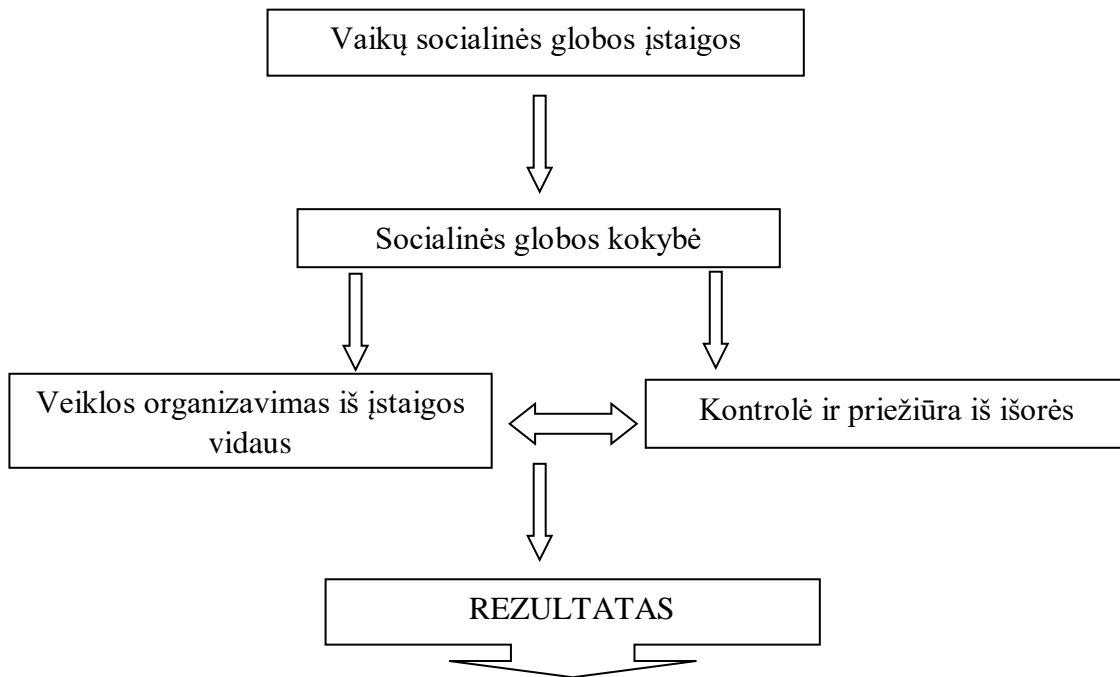 Vaikų socialinės globos įstaigos
Socialinės globos kokybė
Veiklos organizavimas iš įstaigos
vidaus
Kontrolė ir priežiūra iš išorės
REZULTATAS